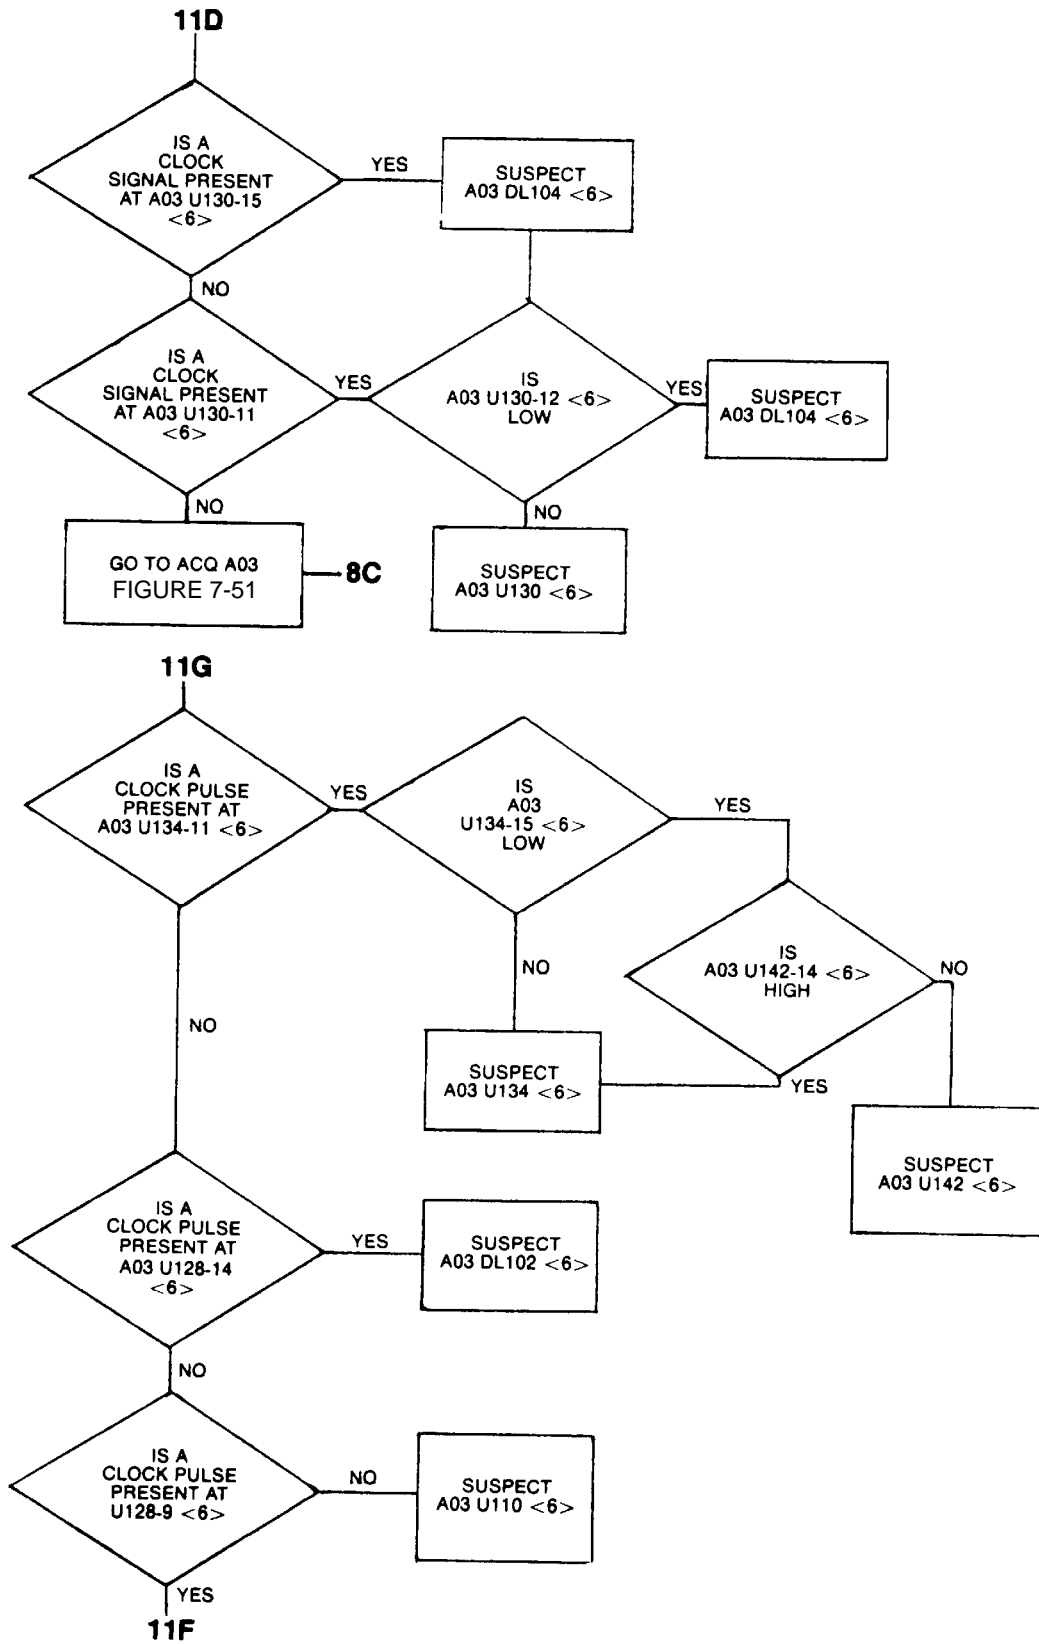 11D
IS A
CLOCK
SIGNAL PRESENT
AT A03 U130-15
<6>
YES
SUSPECT
A03 DL104 <6>
NO
IS A
CLOCK
SIGNAL PRESENT
AT A03 U130-11
<6>
YES
IS
A03 U130-12 <6>
LOW
YES
SUSPECT
A03 DL104 <6>
NO
GO TO ACQ A03
FIGURE 7-51
8C
NO
SUSPECT
A03 U130 <6>
11G
IS A
CLOCK PULSE
PRESENT AT
A03 U134-11 <6>
YES
IS
A03
U134-15 <6>
LOW
YES
NO
IS
A03 U142-14 <6>
HIGH
NO
NO
SUSPECT
A03 U134 <6>
YES
SUSPECT
A03 U142 <6>
IS A
CLOCK PULSE
PRESENT AT
A03 U128-14
<6>
YES
SUSPECT
A03 DL102 <6>
NO
IS A
CLOCK PULSE
PRESENT AT
U128-9 <6>
NO
SUSPECT
A03 U110 <6>
YES
11F